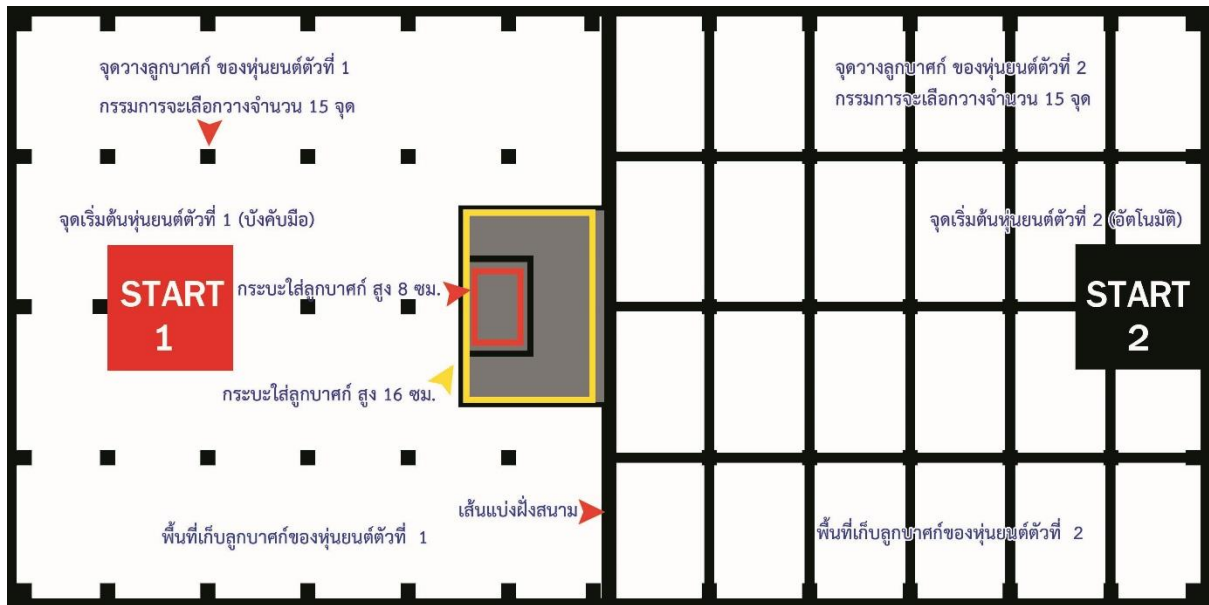 จุดวางลูกบาศก์ ของหุ่นยนต์ตัวที่ 1
กรรมการจะเลือกวางจำนวน 15 จุด
จุดวางลูกบาศก์ ของหุ่นยนต์ตัวที่ 2
กรรมการจะเลือกวางจำนวน 15 จุด
จุดเริ่มต้นหุ่นยนต์ตัวที่ 1 (บังคับมือ)
จุดเริ่มต้นหุ่นยนต์ตัวที่ 2 (อัตโนมัติ)
START
1
กระบะใส่ลูกบาศก์ สูง 8 ซม.
START
2
กระบะใส่ลูกบาศก์ สูง 16 ซม.
เส้นแบ่งฝั่งสนาม
พื้นที่เก็บลูกบาศก์ของหุ่นยนต์ตัวที่ 1
พื้นที่เก็บลูกบาศก์ของหุ่นยนต์ตัวที่ 2